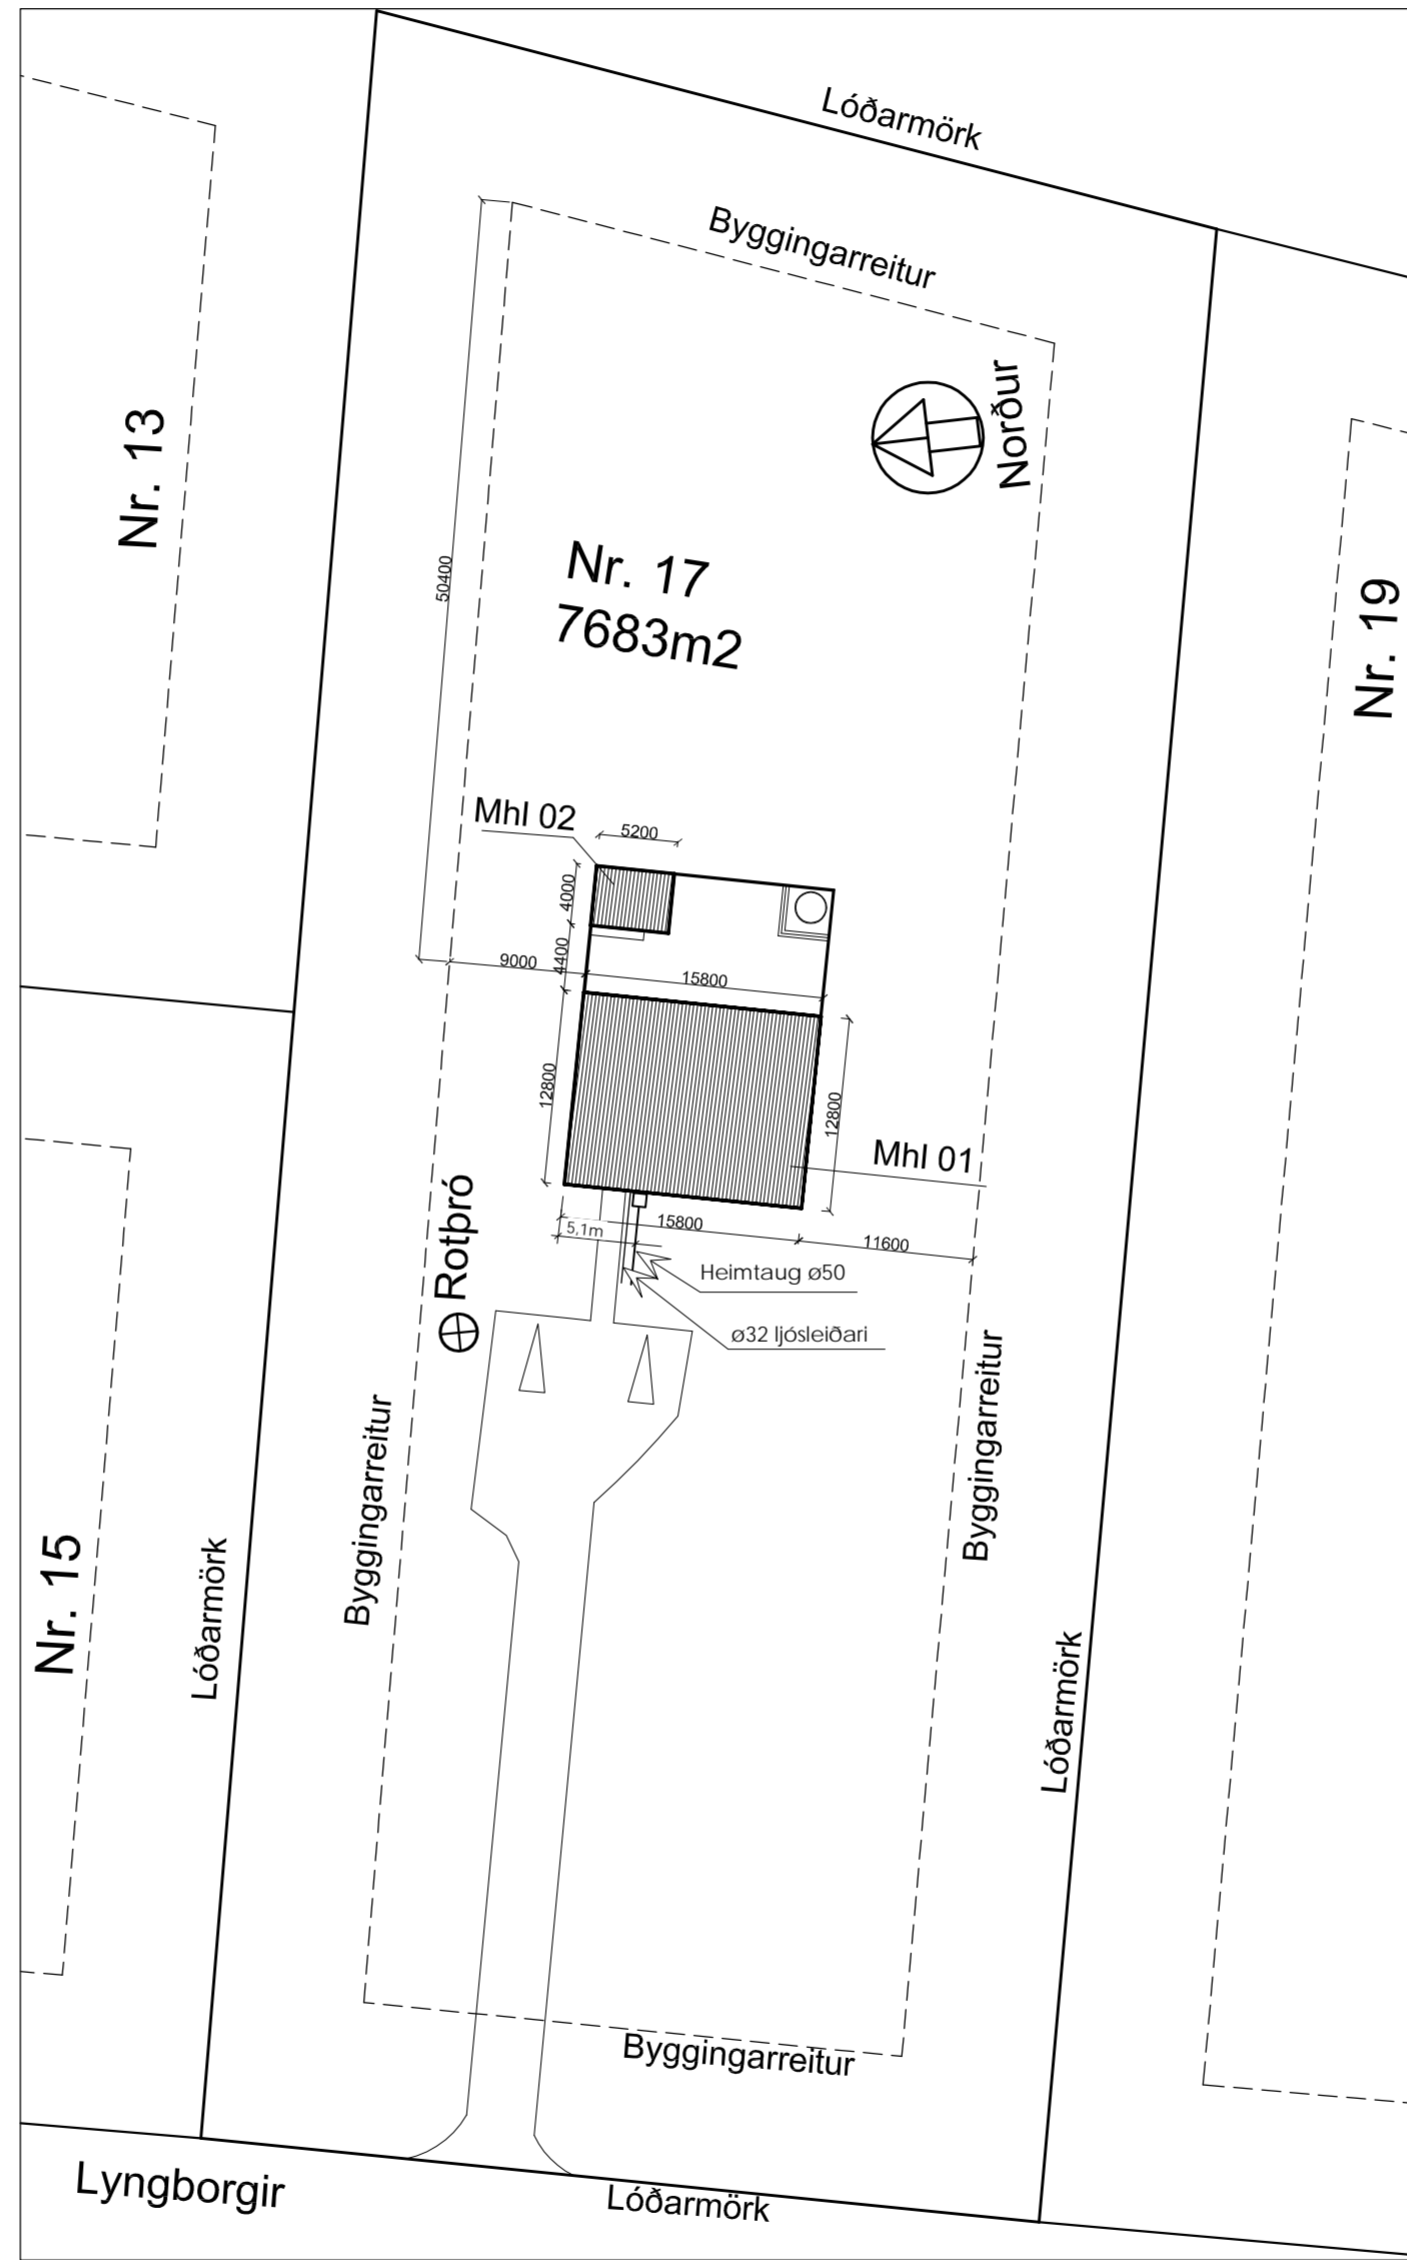 Lóðarmörk
Byggingarreitur
Norður
Nr. 13
Nr. 17
7683m2
50400
Nr. 19
Mhl 02
5200
4000
4400
9000
15800
12800
12800
Mhl 01
Rotþró
15800
5,1m
11600
Heimtaug ø50
ø32 ljósleiðari
Byggingarreitur
Byggingarreitur
Nr. 15
Lóðarmörk
Lóðarmörk
Byggingarreitur
Lyngborgir
Lóðarmörk